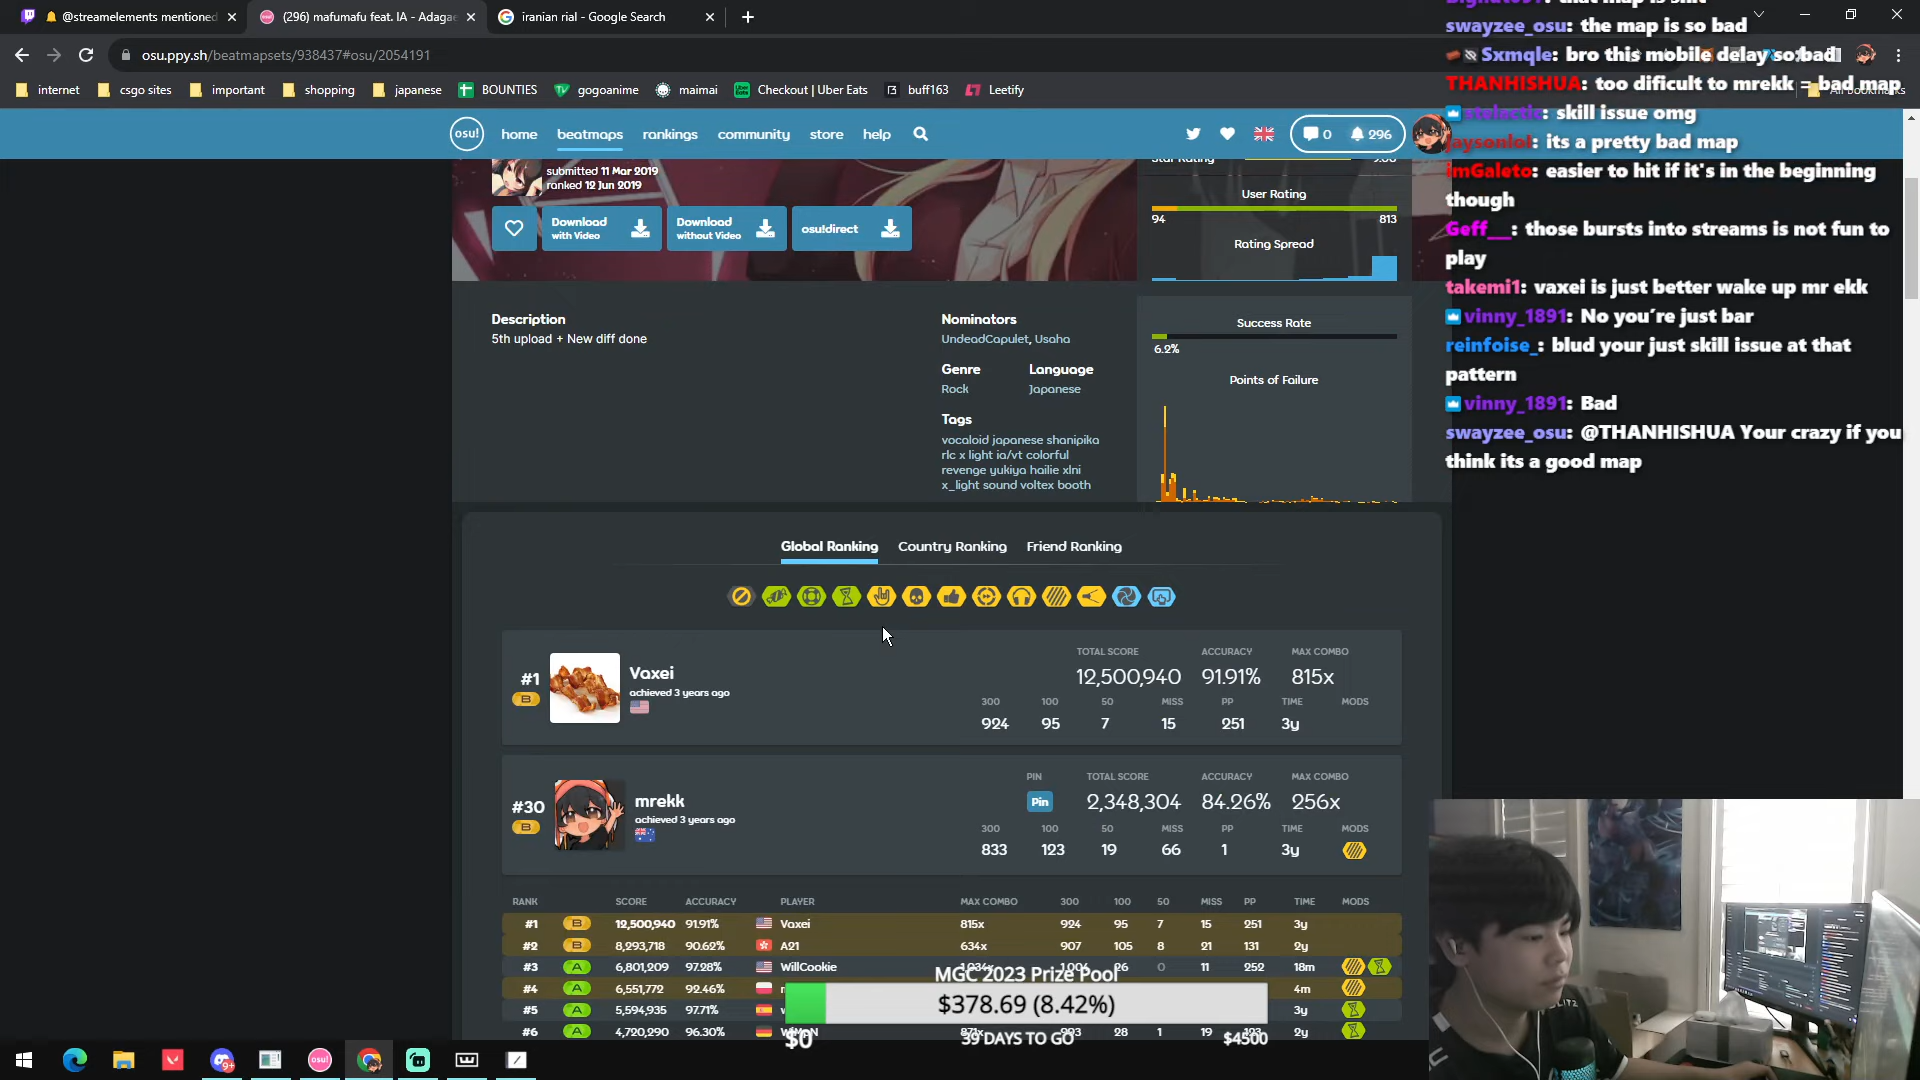 @streamelements mentioned
(296) mafumafu feat. IA - Adagae
iranian rial - Google Search
osu.ppy.sh/beatmapsets/938437#osu/2054191
internet
csgo sites
important
shopping
japanese
BOUNTIES
gogoanime
maimai
Checkout | Uber Eats
buff163
Leetify
osu!
home
beatmaps
rankings
community
store
help
0
296
submitted 11 Mar 2019
ranked 12 Jun 2019
Download
with Video
Download
without Video
osu!direct
User Rating
94
813
Rating Spread
Description
5th upload + New diff done
Nominators
UndeadCapulet, Usaha
Genre
Language
Rock
Japanese
Tags
vocaloid japanese shanipika
rlc x light ia/vt colorful
revenge yukiya hailie xlni
x_light sound voltex booth
Success Rate
6.2%
Points of Failure
Global Ranking
Country Ranking
Friend Ranking
#1
B
Vaxei
achieved 3 years ago
TOTAL SCORE
ACCURACY
MAX COMBO
12,500,940
91.91%
815x
300
100
50
MISS
PP
TIME
MODS
924
95
7
15
251
3y
#30
B
mrekk
achieved 3 years ago
PIN
TOTAL SCORE
ACCURACY
MAX COMBO
Pin
2,348,304
84.26%
256x
300
100
50
MISS
PP
TIME
MODS
833
123
19
66
1
3y
RANK SCORE ACCURACY PLAYER MAX COMBO 300 100 50 MISS PP TIME MODS
#1 B 12,500,940 91.91% Vaxei 815x 924 95 7 15 251 3y
#2 B 8,293,718 90.62% A21 634x 907 105 8 21 131 2y
#3 A 6,801,209 97.28% WillCookie 26 0 11 252 18m
#4 A 6,551,772 92.46% 4m
#5 A 5,594,935 97.71% 3y
#6 A 4,720,290 96.30% 28 1 19 2y
MGC 2023 Prize Pool
$378.69 (8.42%)
$0
39 DAYS TO GO
$4500
swayzee_osu: the map is so bad
Sxmqle: bro this mobile delay so bad
THANHISHUA: too dificult to mrekk = bad map
skill issue omg
jaysonlol: its a pretty bad map
imGaleto: easier to hit if it's in the beginning
though
Geff__: those bursts into streams is not fun to
play
takemi1: vaxei is just better wake up mr ekk
vinny_1891: No you're just bar
reinfoise_: blud your just skill issue at that
pattern
vinny_1891: Bad
swayzee_osu: @THANHISHUA Your crazy if you
think its a good map